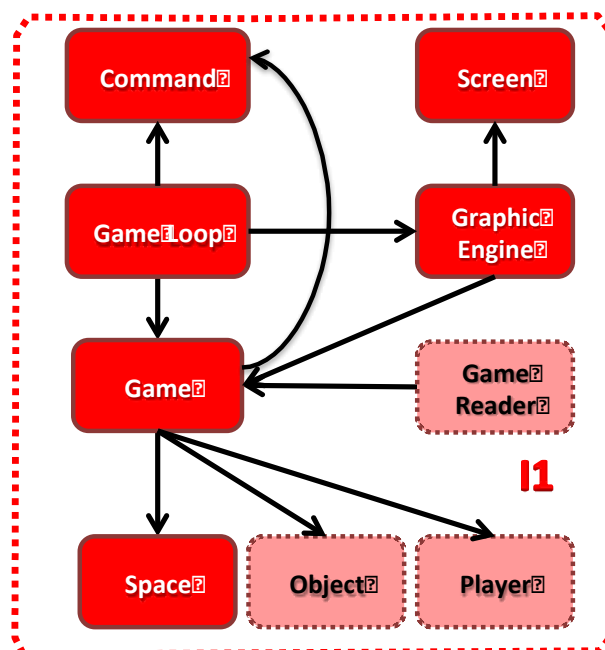 Command
Screen
Game Loop
Graphic
Engine
Game
Game
Reader
I1
Space
Object
Player